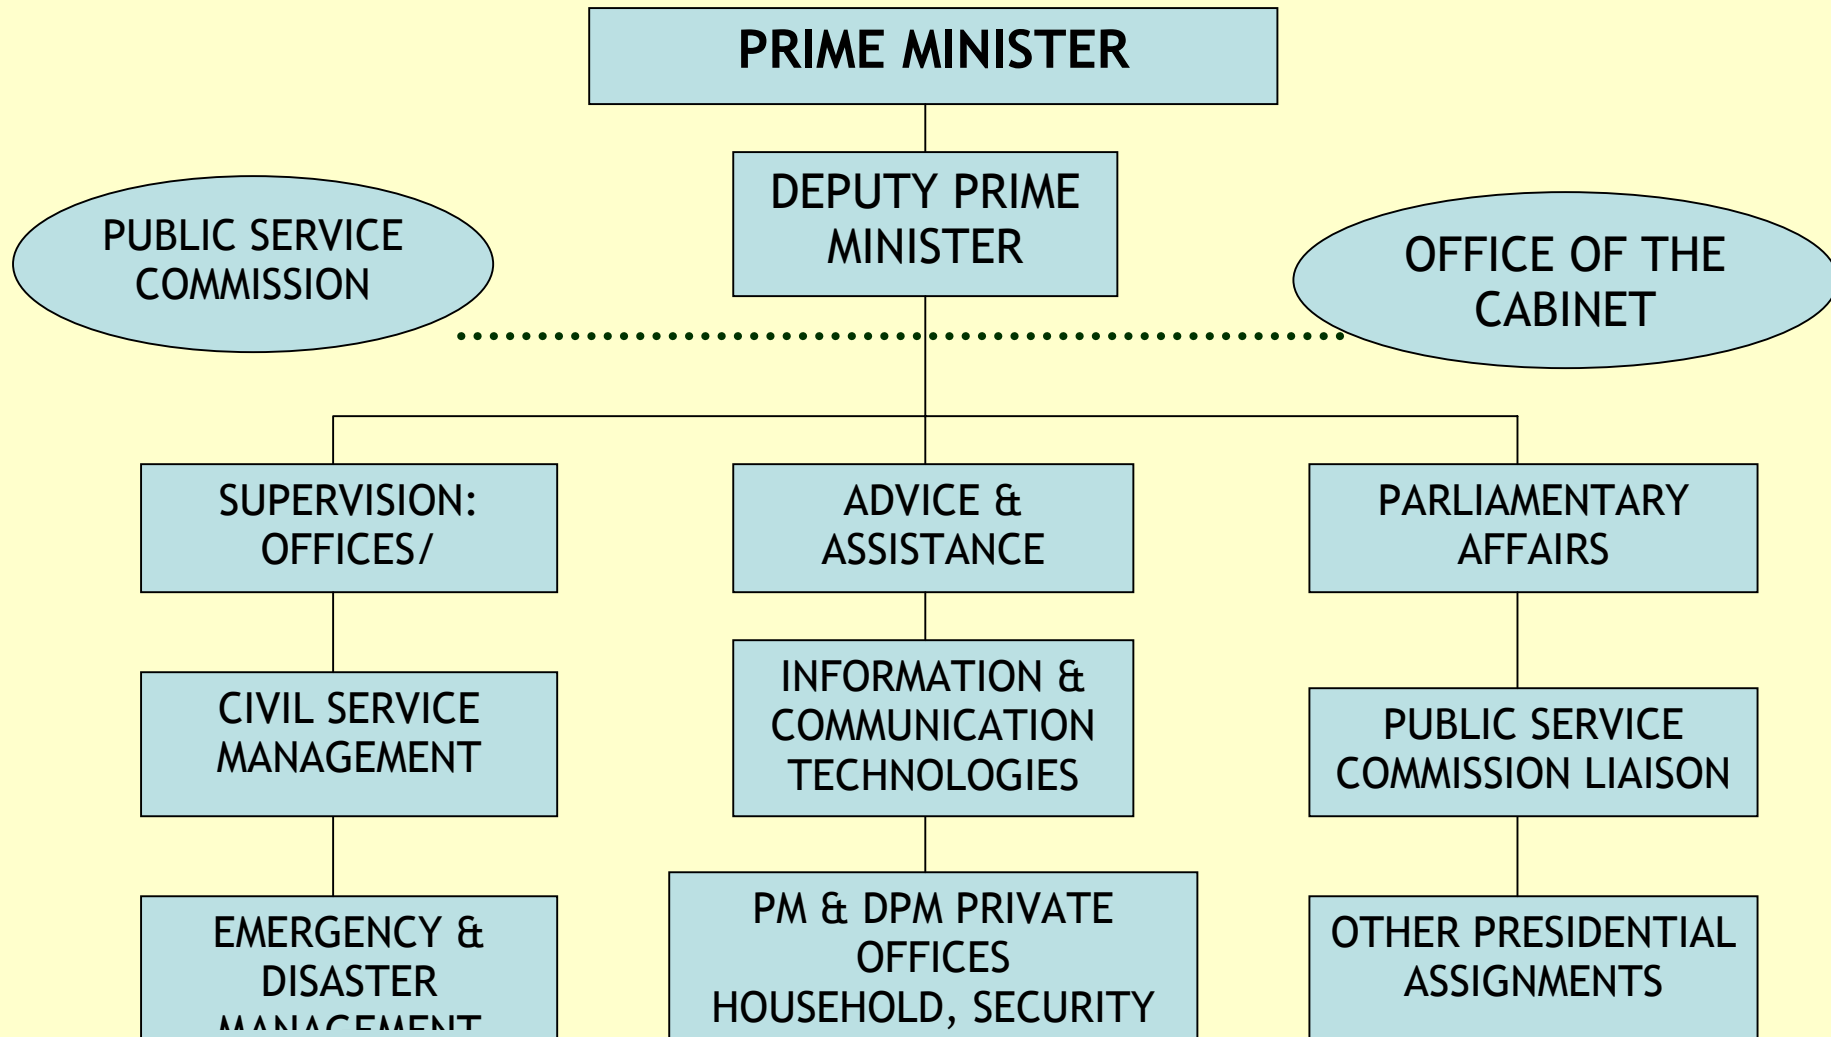 PRIME MINISTER
DEPUTY PRIME
MINISTER
PUBLIC SERVICE
COMMISSION
OFFICE OF THE
CABINET
SUPERVISION:
OFFICES/
ADVICE &
ASSISTANCE
PARLIAMENTARY
AFFAIRS
CIVIL SERVICE
MANAGEMENT
INFORMATION &
COMMUNICATION
TECHNOLOGIES
PUBLIC SERVICE
COMMISSION LIAISON
EMERGENCY &
DISASTER
MANAGEMENT
PM & DPM PRIVATE
OFFICES
HOUSEHOLD, SECURITY
OTHER PRESIDENTIAL
ASSIGNMENTS